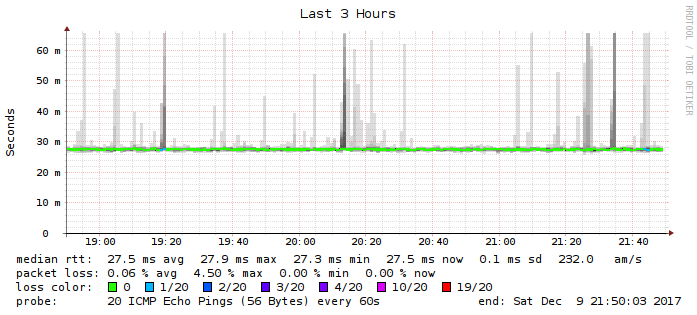 Last 3 Hours
RRDTOOL / TOBI OETIKER
Seconds
60 m
50 m
40 m
30 m
20 m
10 m
0
19:00 19:20 19:40 20:00 20:20 20:40 21:00 21:20 21:40
median rtt: 27.5 ms avg 27.9 ms max 27.3 ms min 27.5 ms now 0.1 ms sd 232.0 am/s
packet loss: 0.06 % avg 4.50 % max 0.00 % min 0.00 % now
loss color: 0 1/20 2/20 3/20 4/20 10/20 19/20
probe: 20 ICMP Echo Pings (56 Bytes) every 60s end: Sat Dec 9 21:50:03 2017